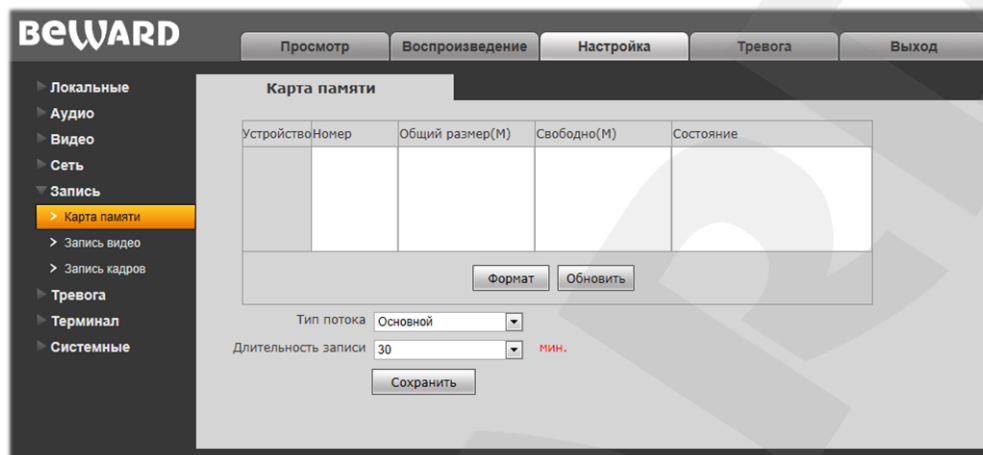 BEWARD
Просмотр Воспроизведение Настройка Тревога Выход
Локальные
Аудио
Видео
Сеть
Запись
Карта памяти
Запись видео
Запись кадров
Тревога
Терминал
Системные
Карта памяти
Устройство Номер Общий размер(М) Свободно(М) Состояние
Формат Обновить
Тип потока Основной
Длительность записи 30 мин.
Сохранить